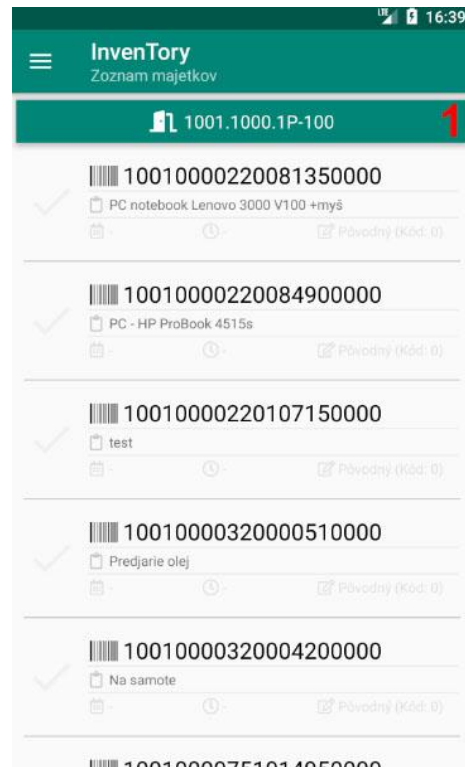 LTE 16:39
InvenTory
Zoznam majetkov
1001.1000.1P-100 1
10010000220081350000
PC notebook Lenovo 3000 V100 +myš
- - Pôvodný (Kód: 0)
10010000220084900000
PC - HP ProBook 4515s
- - Pôvodný (Kód: 0)
10010000220107150000
test
- - Pôvodný (Kód: 0)
10010000320000510000
Predjarie olej
- - Pôvodný (Kód: 0)
10010000320004200000
Na samote
- - Pôvodný (Kód: 0)